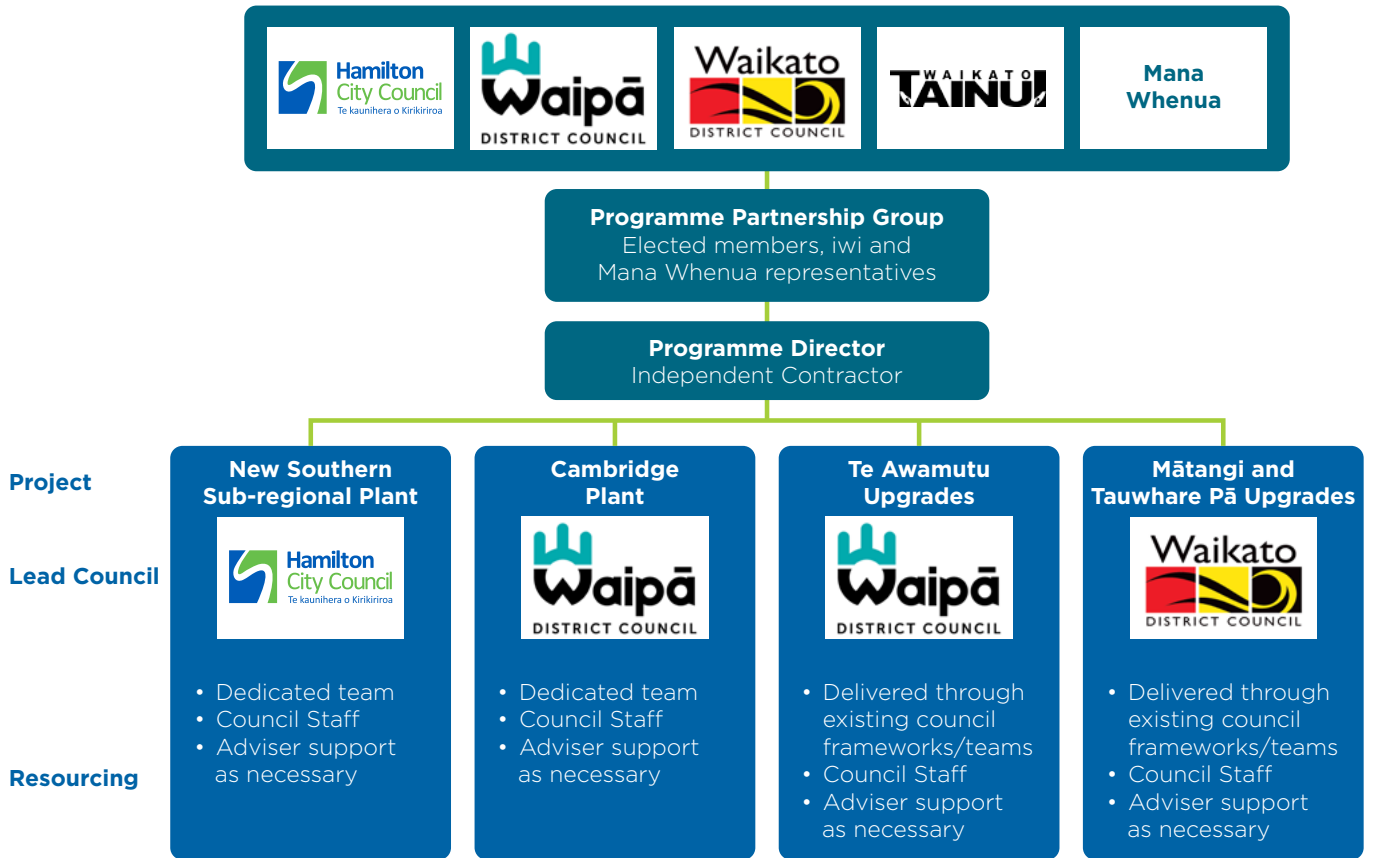 Hamilton
City Council
Te kaunihera o Kirikiriroa
Waipā
DISTRICT COUNCIL
Waikato
DISTRICT COUNCIL
WAIKATO
TAINUI
Mana
Whenua
Programme Partnership Group
Elected members, iwi and
Mana Whenua representatives
Programme Director
Independent Contractor
Project
Lead Council
Resourcing
New Southern
Sub-regional Plant
Hamilton
City Council
Te kaunihera o Kirikiriroa
• Dedicated team
• Council Staff
• Adviser support
as necessary
Cambridge
Plant
Waipā
DISTRICT COUNCIL
• Dedicated team
• Council Staff
• Adviser support
as necessary
Te Awamutu
Upgrades
Waipā
DISTRICT COUNCIL
• Delivered through
existing council
frameworks/teams
• Council Staff
• Adviser support
as necessary
Mātangi and
Tauwhare Pā Upgrades
Waikato
DISTRICT COUNCIL
• Delivered through
existing council
frameworks/teams
• Council Staff
• Adviser support
as necessary